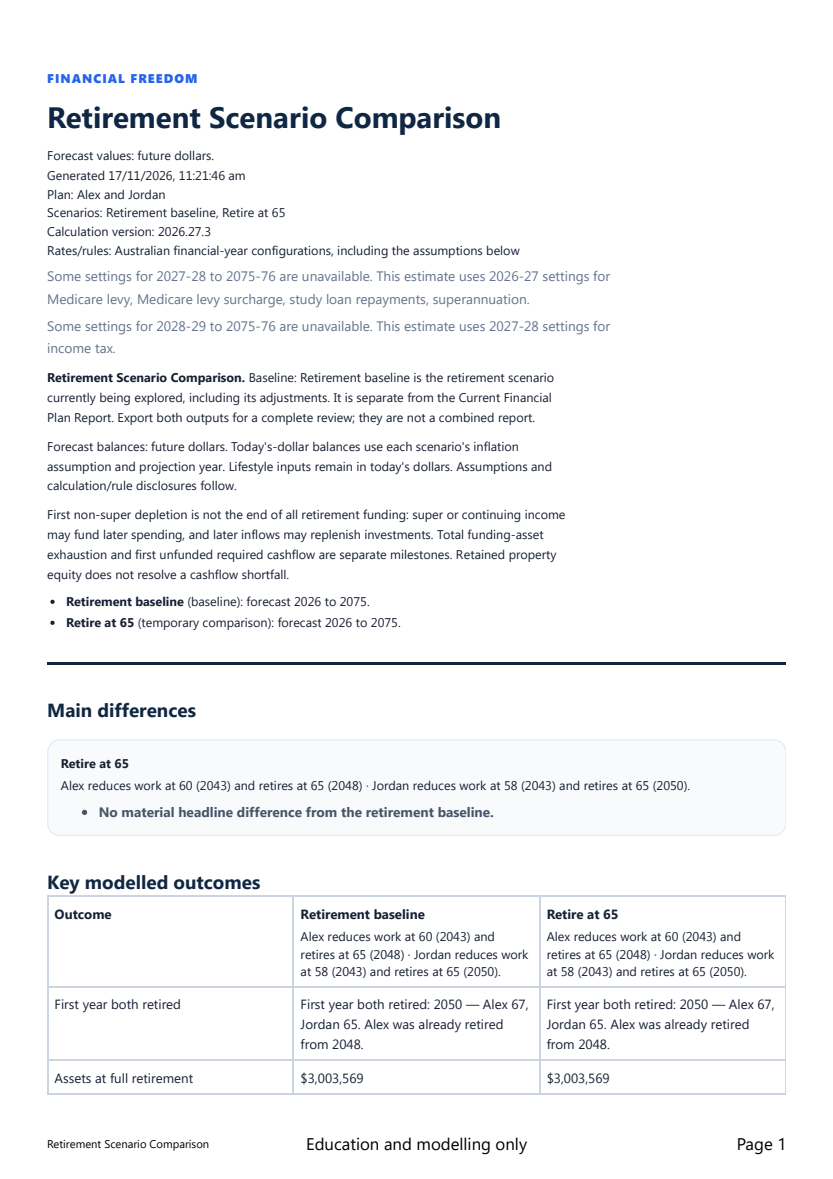 FINANCIAL FREEDOM
Retirement Scenario Comparison
Forecast values: future dollars.
Generated 17/11/2026, 11:21:46 am
Plan: Alex and Jordan
Scenarios: Retirement baseline, Retire at 65
Calculation version: 2026.27.3
Rates/rules: Australian financial-year configurations, including the assumptions below
Some settings for 2027-28 to 2075-76 are unavailable. This estimate uses 2026-27 settings for
Medicare levy, Medicare levy surcharge, study loan repayments, superannuation.
Some settings for 2028-29 to 2075-76 are unavailable. This estimate uses 2027-28 settings for
income tax.
Retirement Scenario Comparison. Baseline: Retirement baseline is the retirement scenario
currently being explored, including its adjustments. It is separate from the Current Financial
Plan Report. Export both outputs for a complete review; they are not a combined report.
Forecast balances: future dollars. Today's-dollar balances use each scenario's inflation
assumption and projection year. Lifestyle inputs remain in today's dollars. Assumptions and
calculation/rule disclosures follow.
First non-super depletion is not the end of all retirement funding: super or continuing income
may fund later spending, and later inflows may replenish investments. Total funding-asset
exhaustion and first unfunded required cashflow are separate milestones. Retained property
equity does not resolve a cashflow shortfall.
• Retirement baseline (baseline): forecast 2026 to 2075.
• Retire at 65 (temporary comparison): forecast 2026 to 2075.
Main differences
Retire at 65
Alex reduces work at 60 (2043) and retires at 65 (2048) · Jordan reduces work at 58 (2043) and retires at 65 (2050).
• No material headline difference from the retirement baseline.
Key modelled outcomes
Outcome
Retirement baseline
Alex reduces work at 60 (2043) and
retires at 65 (2048) · Jordan reduces work
at 58 (2043) and retires at 65 (2050).
Retire at 65
Alex reduces work at 60 (2043) and
retires at 65 (2048) · Jordan reduces work
at 58 (2043) and retires at 65 (2050).
First year both retired
First year both retired: 2050 — Alex 67,
Jordan 65. Alex was already retired
from 2048.
First year both retired: 2050 — Alex 67,
Jordan 65. Alex was already retired
from 2048.
Assets at full retirement
$3,003,569
$3,003,569
Retirement Scenario Comparison
Education and modelling only
Page 1